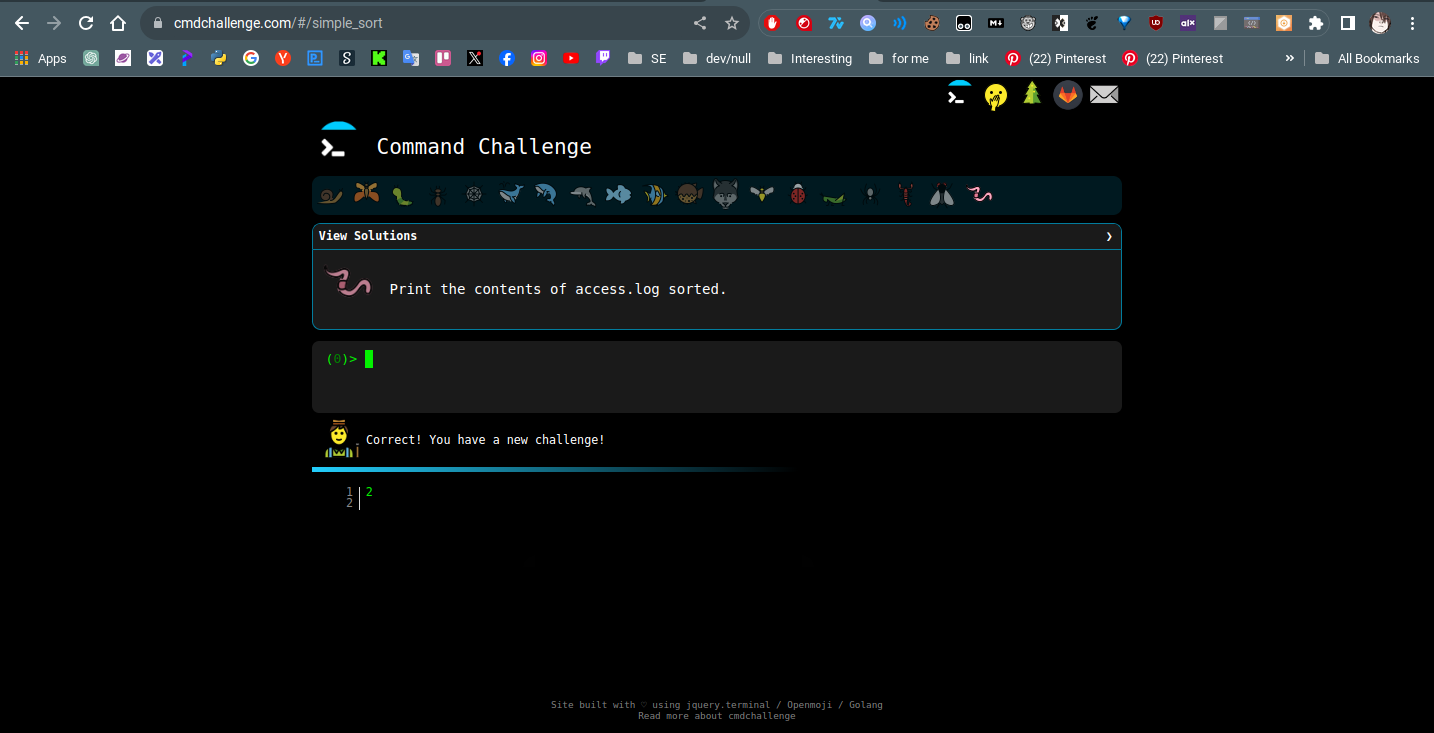 cmdchallenge.com/#/simple_sort
Apps SE dev/null Interesting for me link (22) Pinterest (22) Pinterest » All Bookmarks
Command Challenge
View Solutions ❯
Print the contents of access.log sorted.
(0)>
Correct! You have a new challenge!
1 2
2
Site built with ♡ using jquery.terminal / Openmoji / Golang
Read more about cmdchallenge